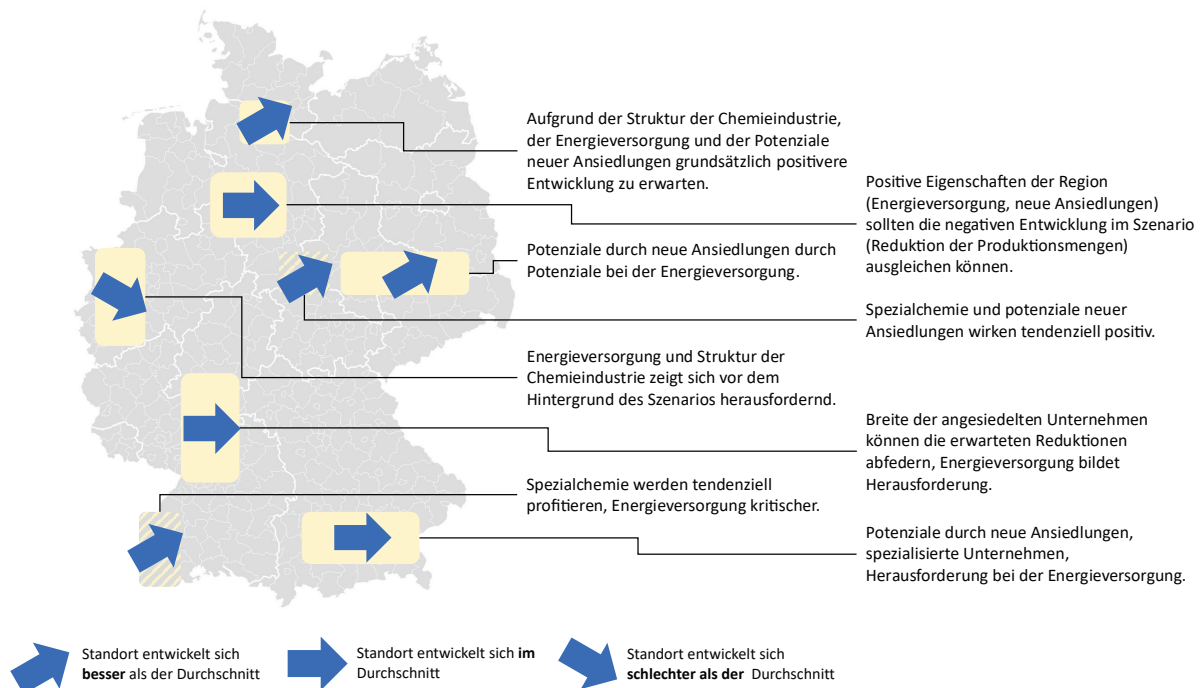 Aufgrund der Struktur der Chemieindustrie,
der Energieversorgung und der Potenziale
neuer Ansiedlungen grundsätzlich positivere
Entwicklung zu erwarten.
Positive Eigenschaften der Region
(Energieversorgung, neue Ansiedlungen)
sollten die negativen Entwicklung im Szenario
(Reduktion der Produktionsmengen)
ausgleichen können.
Potenziale durch neue Ansiedlungen durch
Potenziale bei der Energieversorgung.
Spezialchemie und potenziale neuer
Ansiedlungen wirken tendenziell positiv.
Energieversorgung und Struktur der
Chemieindustrie zeigt sich vor dem
Hintergrund des Szenarios herausfordernd.
Breite der angesiedelten Unternehmen
können die erwarteten Reduktionen
abfedern, Energieversorgung bildet
Herausforderung.
Spezialchemie werden tendenziell
profitieren, Energieversorgung kritischer.
Potenziale durch neue Ansiedlungen,
spezialisierte Unternehmen,
Herausforderung bei der Energieversorgung.
Standort entwickelt sich
besser als der Durchschnitt
Standort entwickelt sich im
Durchschnitt
Standort entwickelt sich
schlechter als der Durchschnitt